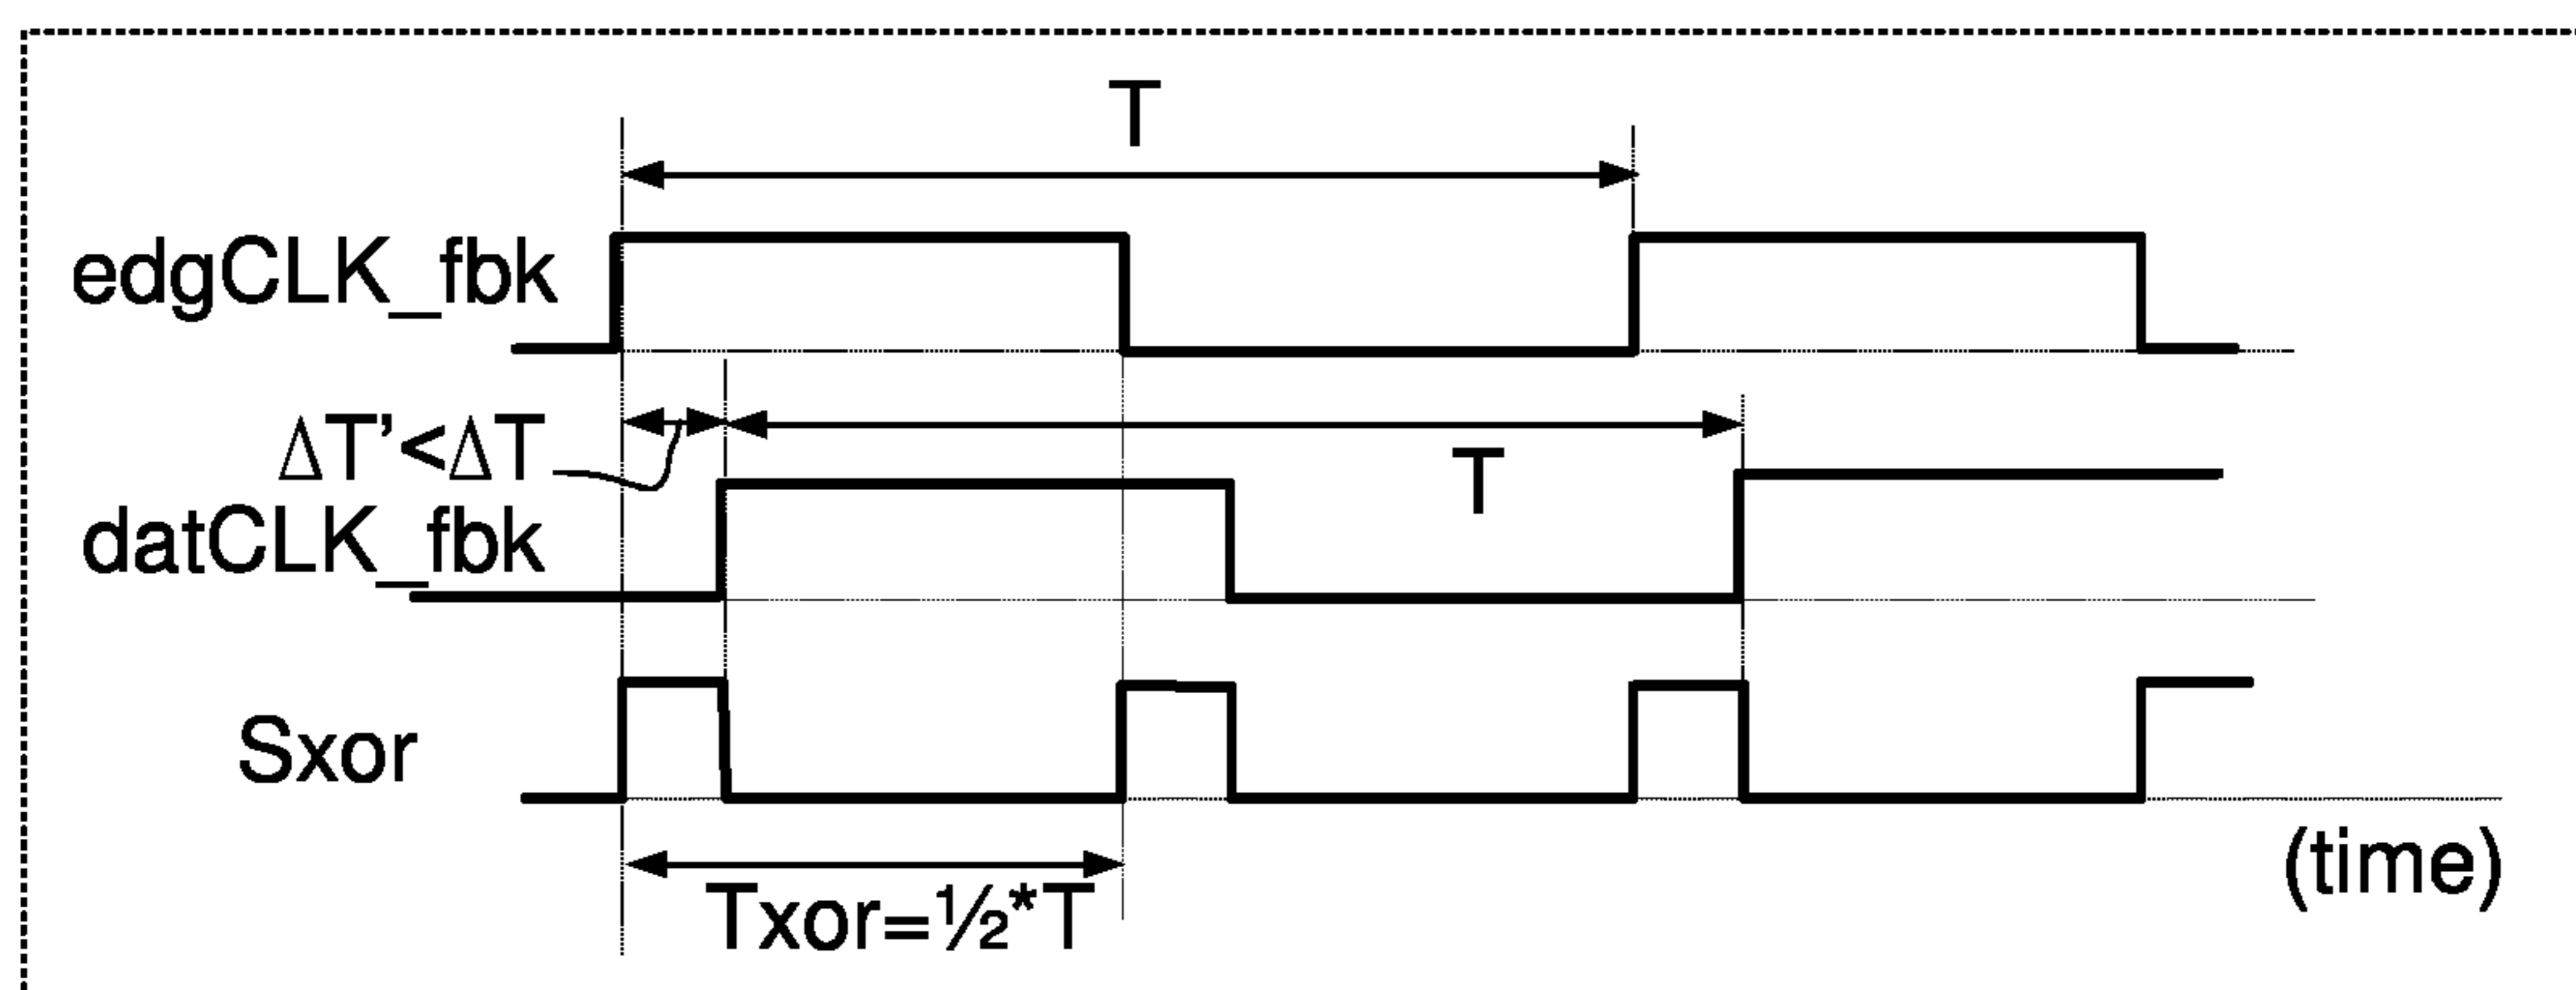 T
edgCLK_fbk
ΔT’<ΔT
T
datCLK_fbk
Sxor
Txor=½*T
(time)